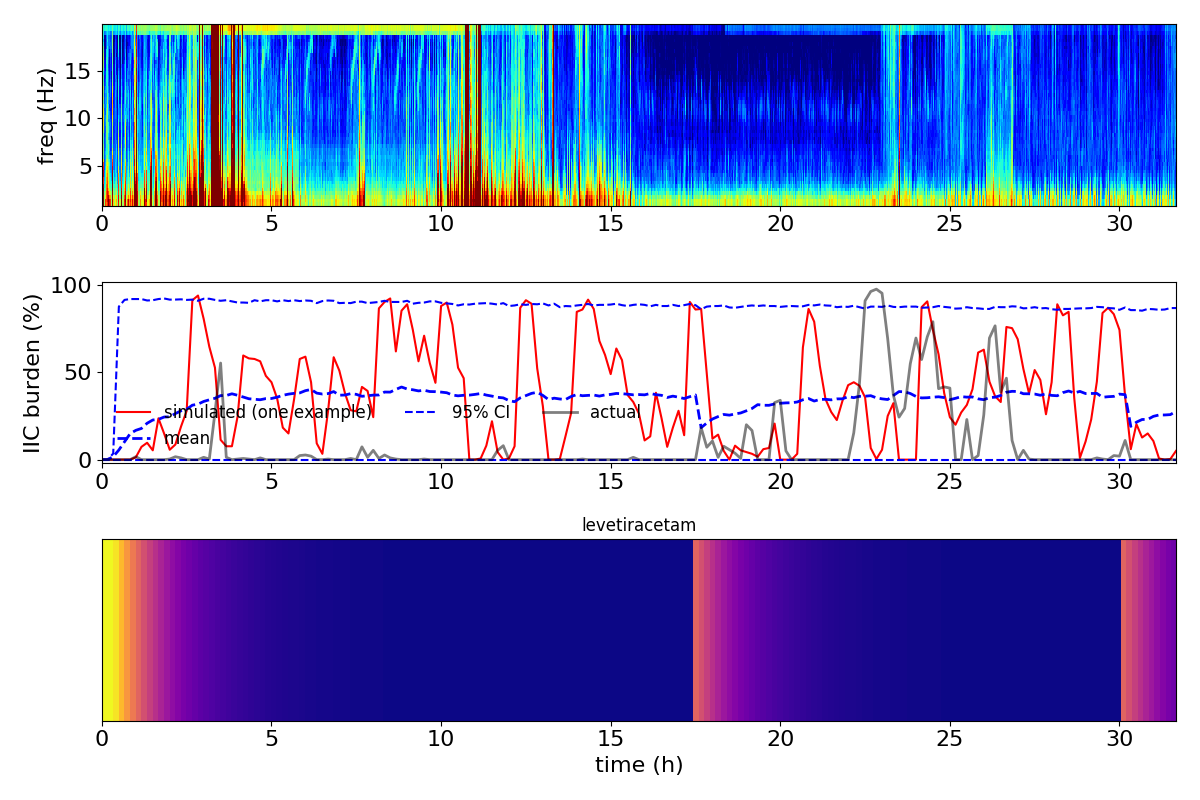 freq (Hz)
15
10
5
0 5 10 15 20 25 30
IIC burden (%)
100
50
0
simulated (one example) 95% CI actual
mean
0 5 10 15 20 25 30
levetiracetam
0 5 10 15 20 25 30
time (h)